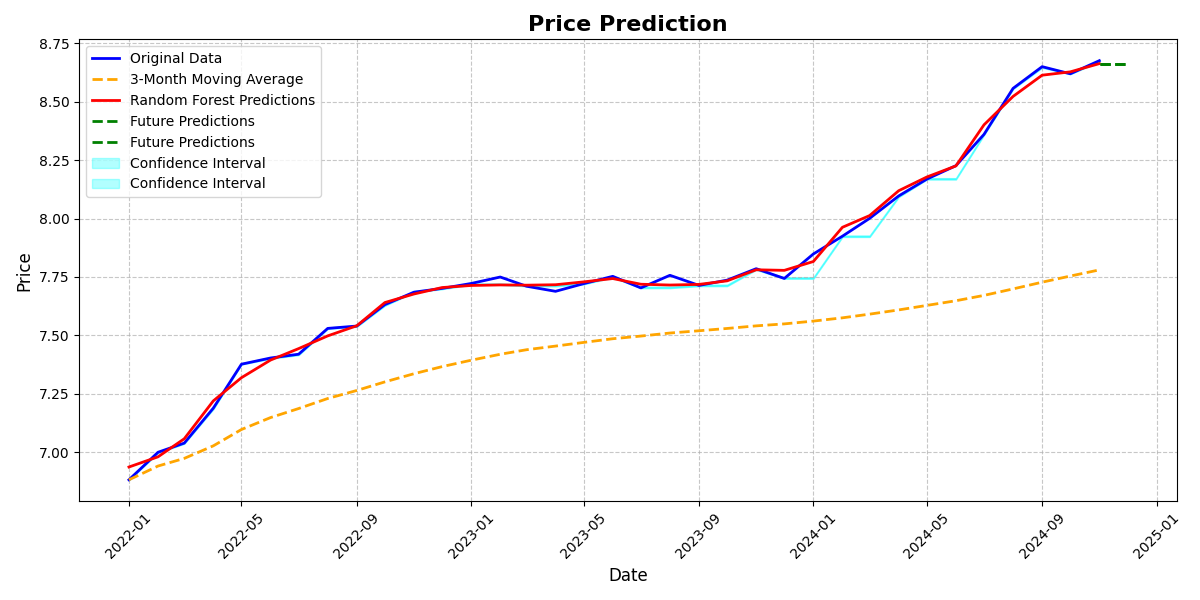 Price Prediction
8.75
8.50
8.25
8.00
7.75
7.50
7.25
7.00
Price
Original Data
3-Month Moving Average
Random Forest Predictions
Future Predictions
Future Predictions
Confidence Interval
Confidence Interval
2022-01
2022-05
2022-09
2023-01
2023-05
2023-09
2024-01
2024-05
2024-09
2025-01
Date